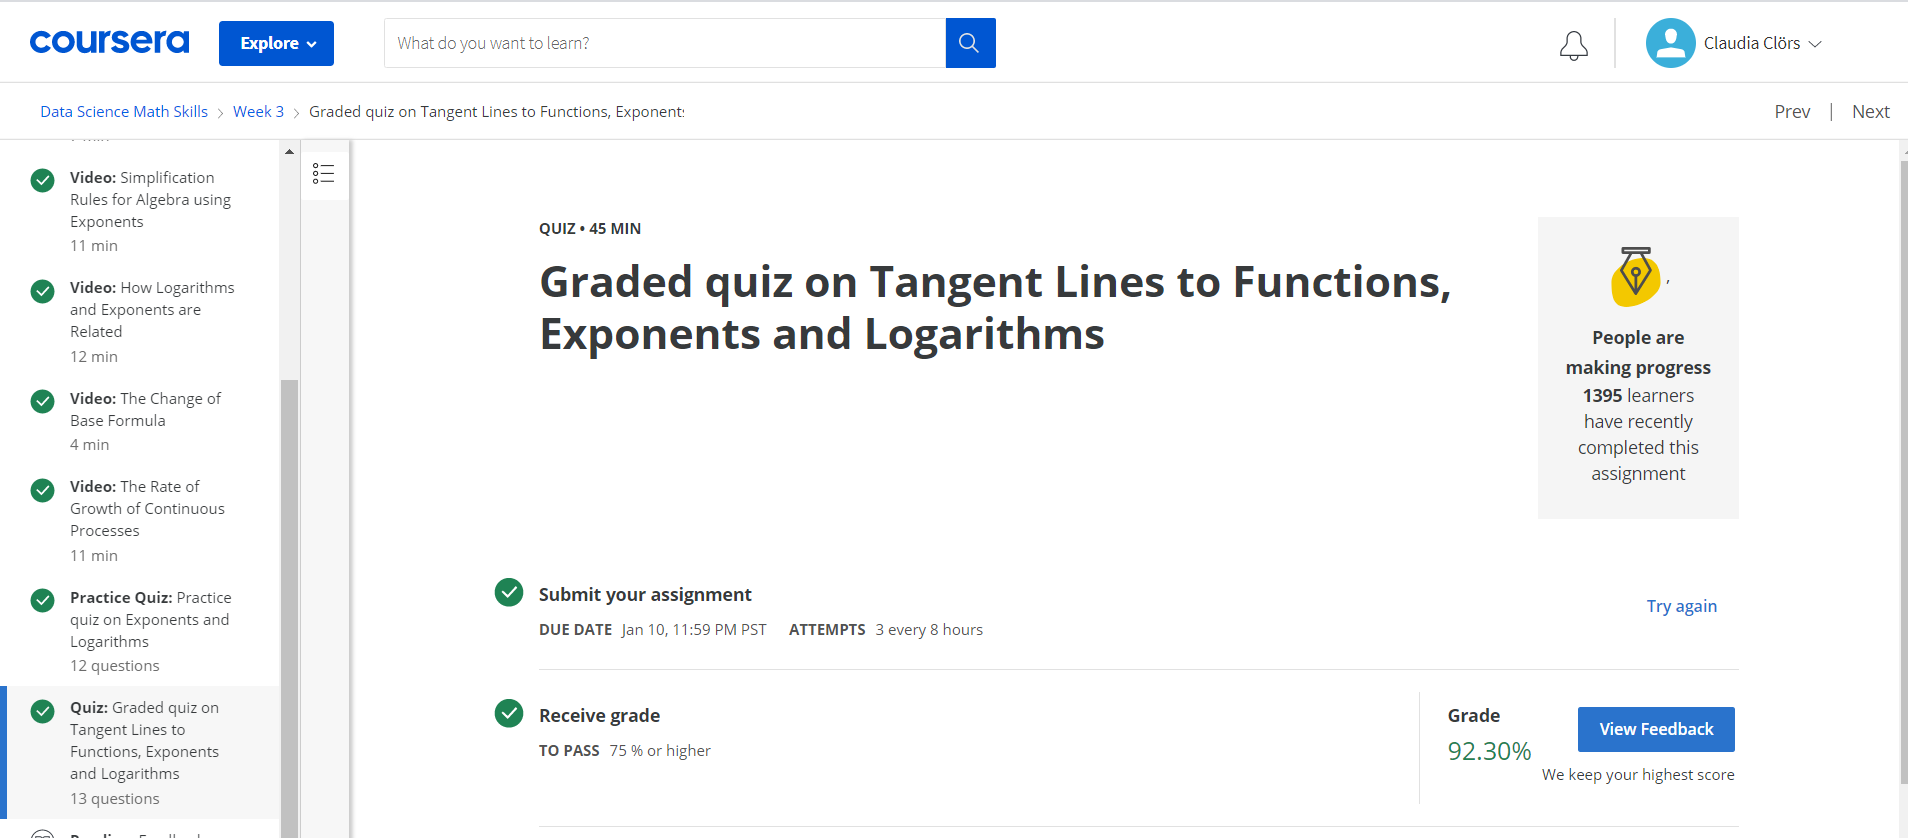 coursera
Explore
What do you want to learn?
Claudia Clörs
Data Science Math Skills
Week 3
Graded quiz on Tangent Lines to Functions, Exponents
Prev | Next
Video: Simplification
Rules for Algebra using
Exponents
11 min
Video: How Logarithms
and Exponents are
Related
12 min
Video: The Change of
Base Formula
4 min
Video: The Rate of
Growth of Continuous
Processes
11 min
Practice Quiz: Practice
quiz on Exponents and
Logarithms
12 questions
Quiz: Graded quiz on
Tangent Lines to
Functions, Exponents
and Logarithms
13 questions
QUIZ • 45 MIN
Graded quiz on Tangent Lines to Functions,
Exponents and Logarithms
,
People are
making progress
1395 learners
have recently
completed this
assignment
Submit your assignment
DUE DATE Jan 10, 11:59 PM PST ATTEMPTS 3 every 8 hours
Try again
Receive grade
TO PASS 75 % or higher
Grade
92.30%
View Feedback
We keep your highest score